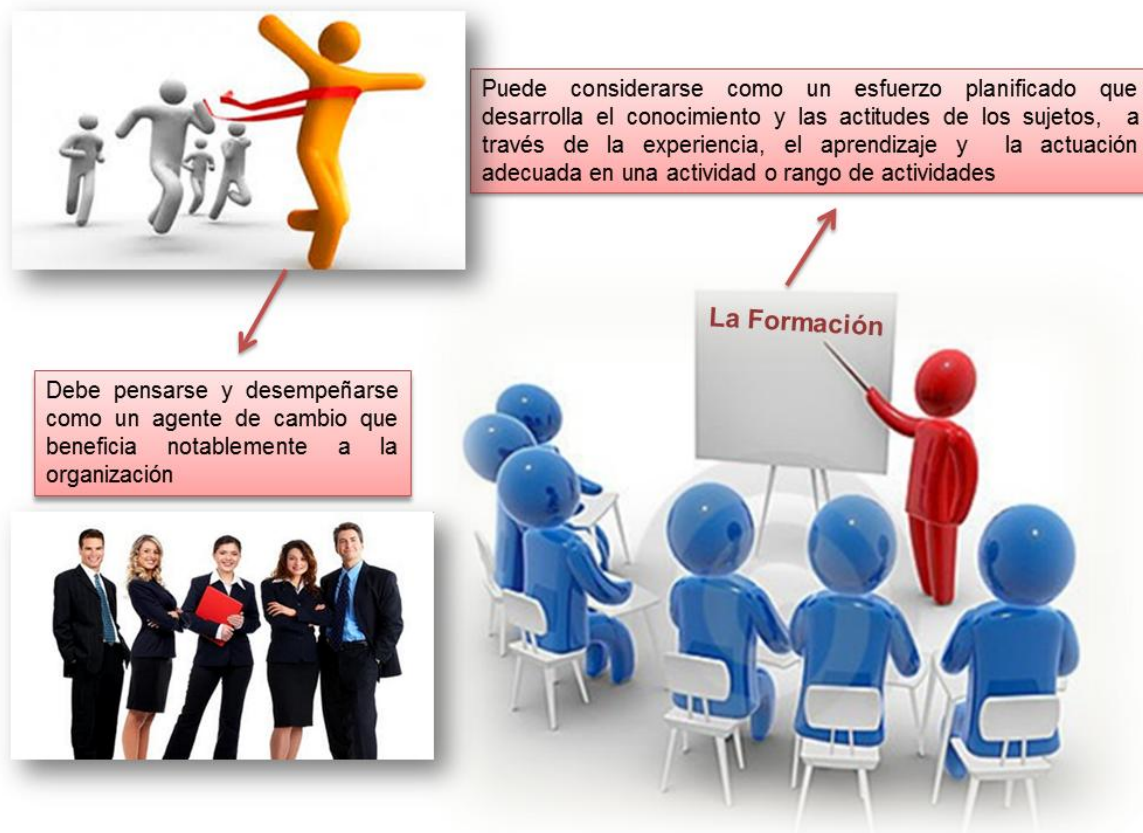 Puede considerarse como un esfuerzo planificado que
desarrolla el conocimiento y las actitudes de los sujetos, a
través de la experiencia, el aprendizaje y la actuación
adecuada en una actividad o rango de actividades
La Formación
Debe pensarse y desempeñarse
como un agente de cambio que
beneficia notablemente a la
organización